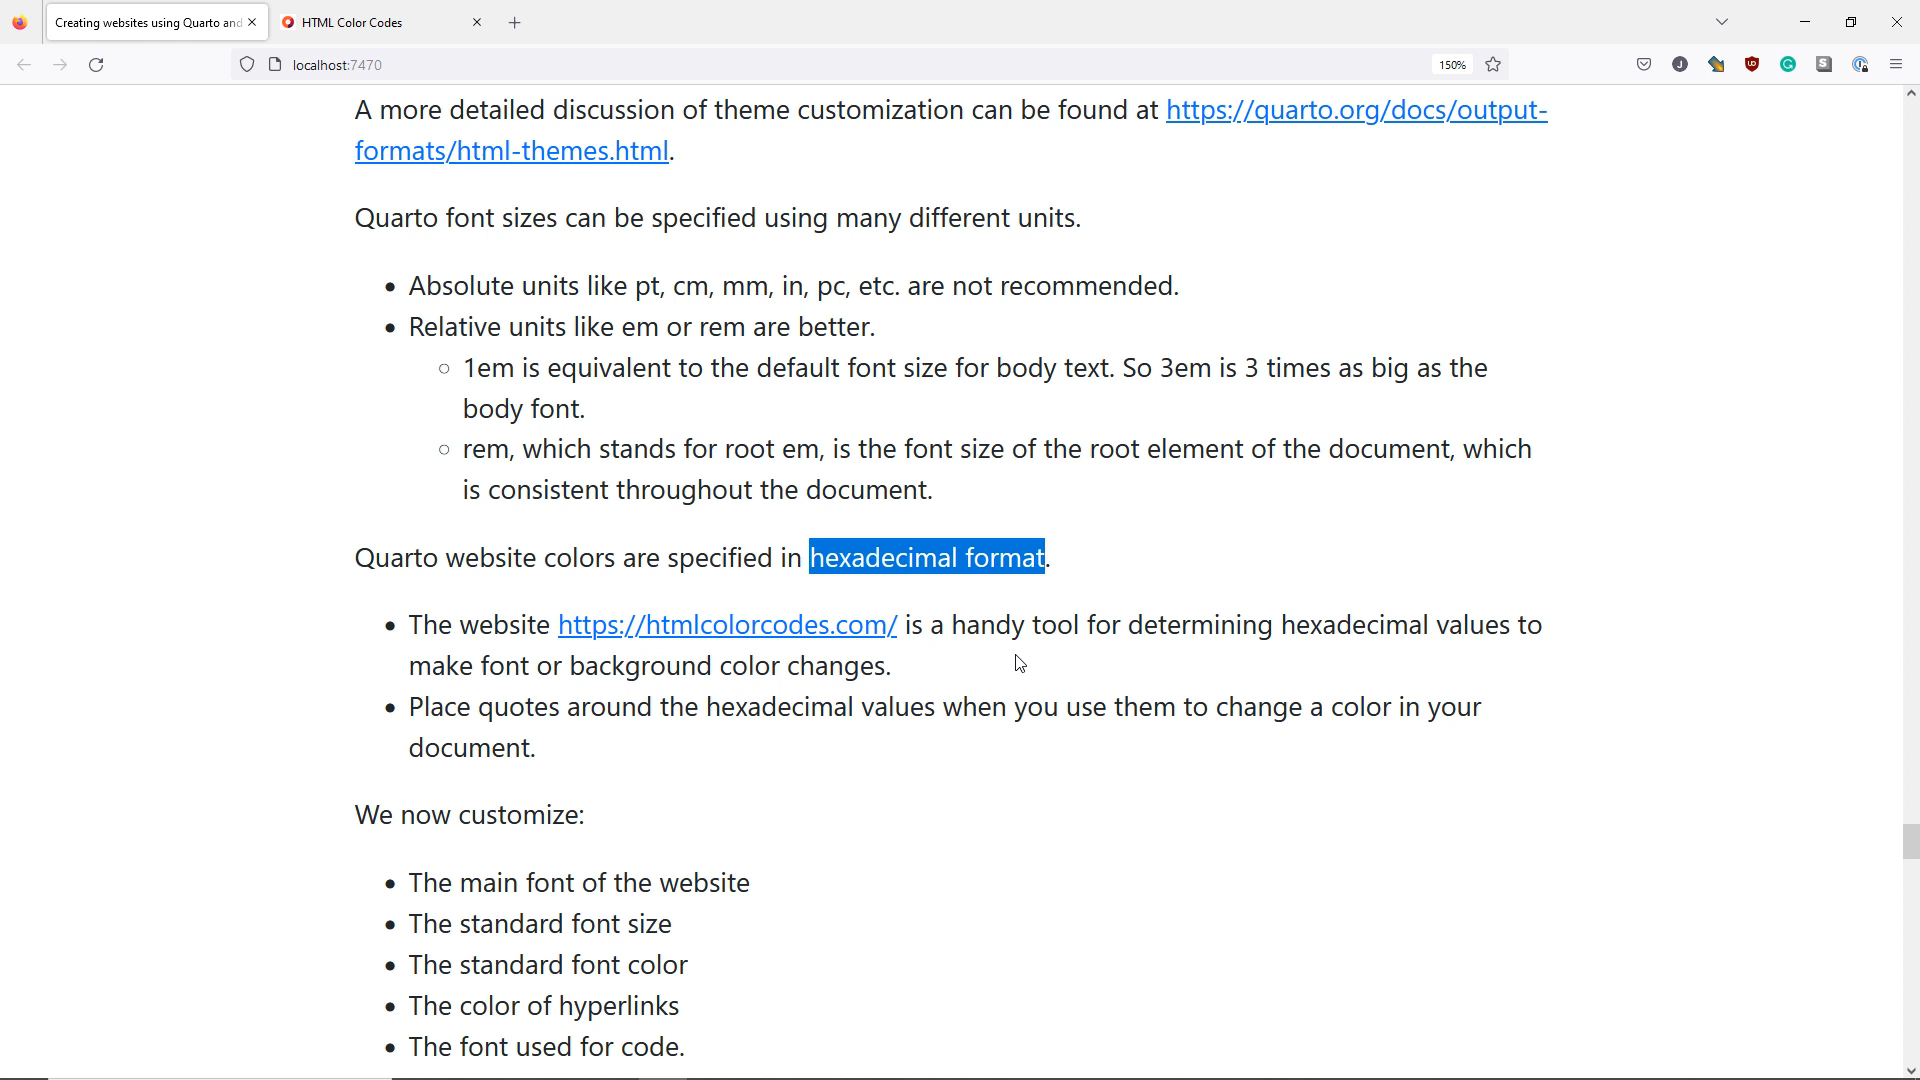 Creating websites using Quarto and
HTML Color Codes
localhost:7470
150%
A more detailed discussion of theme customization can be found at https://quarto.org/docs/output-
formats/html-themes.html.
Quarto font sizes can be specified using many different units.
Absolute units like pt, cm, mm, in, pc, etc. are not recommended.
Relative units like em or rem are better.
1em is equivalent to the default font size for body text. So 3em is 3 times as big as the
body font.
rem, which stands for root em, is the font size of the root element of the document, which
is consistent throughout the document.
Quarto website colors are specified in hexadecimal format.
The website https://htmlcolorcodes.com/ is a handy tool for determining hexadecimal values to
make font or background color changes.
Place quotes around the hexadecimal values when you use them to change a color in your
document.
We now customize:
The main font of the website
The standard font size
The standard font color
The color of hyperlinks
The font used for code.